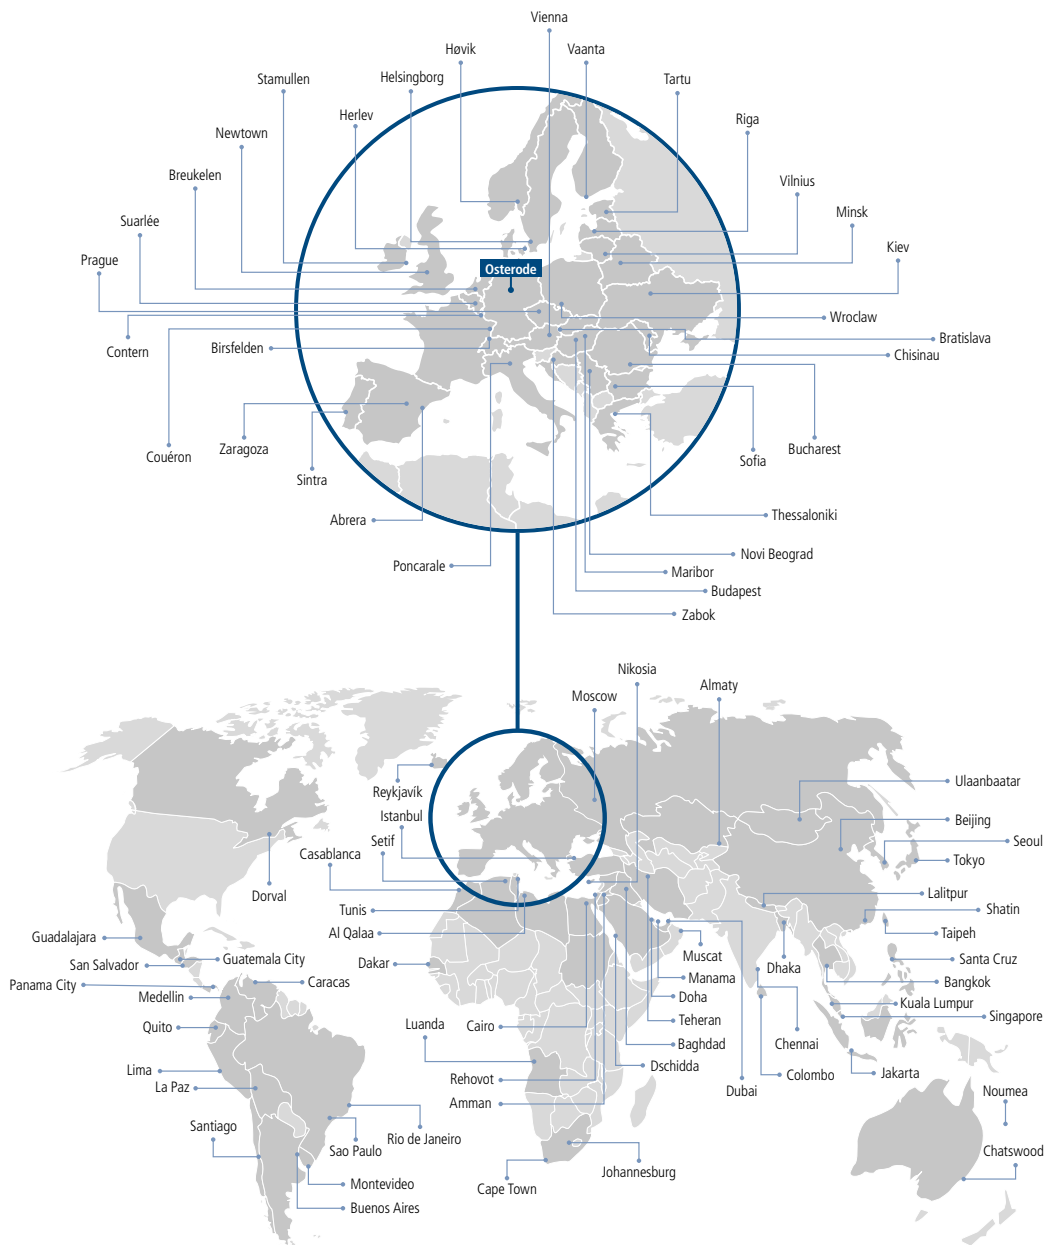 Vienna
Høvik
Vaanta
Stamullen
Helsingborg
Tartu
Herlev
Riga
Newtown
Breukelen
Vilnius
Suarlée
Minsk
Kiev
Prague
Osterode
Wroclaw
Contern
Birsfelden
Bratislava
Chisinau
Couéron
Zaragoza
Sintra
Sofia
Bucharest
Abrera
Thessaloniki
Poncarale
Novi Beograd
Maribor
Budapest
Zabok
Nikosia
Moscow
Almaty
Reykjavík
Ulaanbaatar
Istanbul
Beijing
Setif
Seoul
Casablanca
Tokyo
Dorval
Lalitpur
Tunis
Shatin
Guadalajara
Al Qalaa
Taipeh
Muscat
Guatemala City
San Salvador
Dakar
Dhaka
Santa Cruz
Panama City
Caracas
Manama
Bangkok
Medellin
Doha
Kuala Lumpur
Quito
Luanda
Cairo
Teheran
Singapore
Baghdad
Chennai
Lima
Dschidda
Colombo
Jakarta
La Paz
Rehovot
Dubai
Noumea
Amman
Santiago
Rio de Janeiro
Sao Paulo
Chatswood
Johannesburg
Montevideo
Cape Town
Buenos Aires